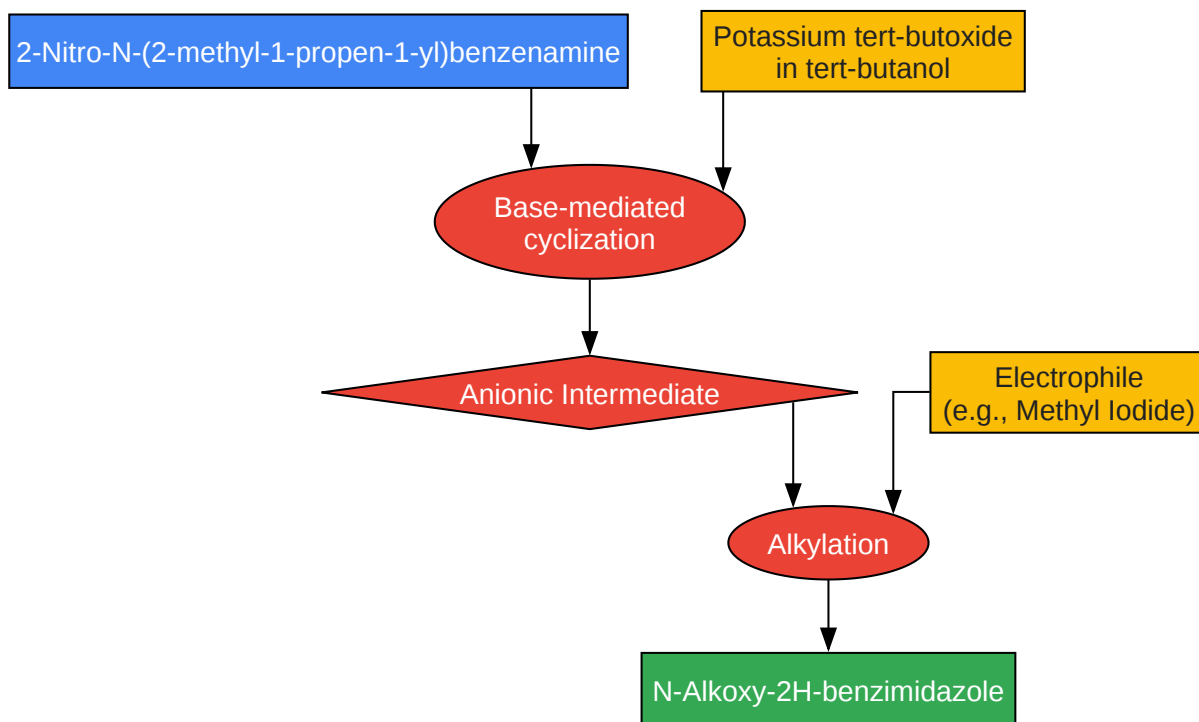 2-Nitro-N-(2-methyl-1-propen-1-yl)benzenamine
Potassium tert-butoxide
in tert-butanol
Base-mediated
cyclization
Anionic Intermediate
Electrophile
(e.g., Methyl Iodide)
Alkylation
N-Alkoxy-2H-benzimidazole